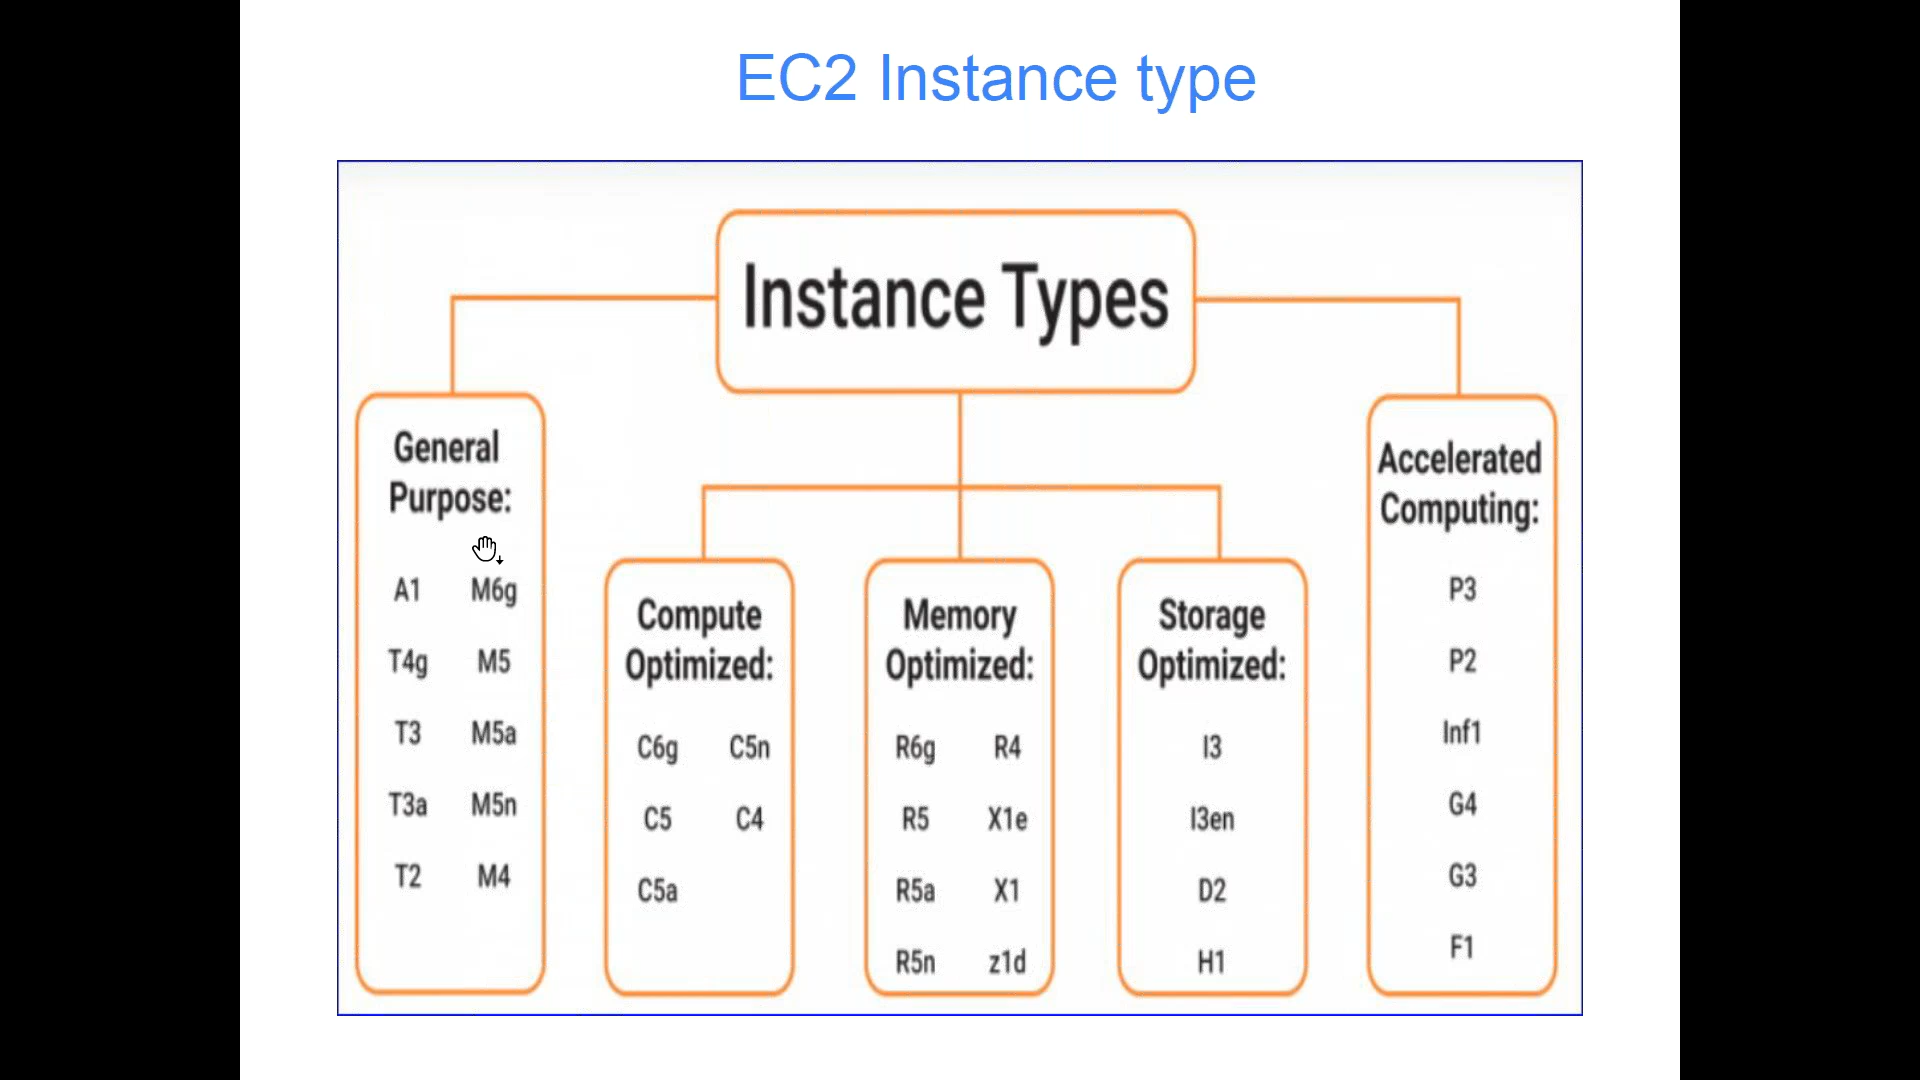 EC2 Instance type
Instance Types
General
Purpose:
A1 M6g
T4g M5
T3 M5a
T3a M5n
T2 M4
Compute
Optimized:
C6g C5n
C5 C4
C5a
Memory
Optimized:
R6g R4
R5 X1e
R5a X1
R5n z1d
Storage
Optimized:
I3
I3en
D2
H1
Accelerated
Computing:
P3
P2
Inf1
G4
G3
F1